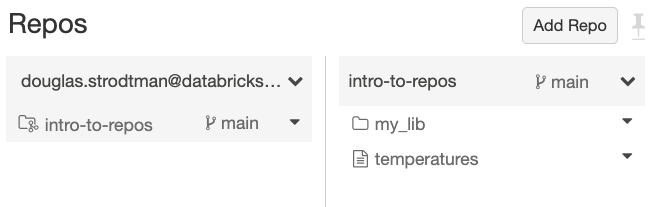 Repos
Add Repo
douglas.strodtman@databricks...
intro-to-repos main
intro-to-repos main
my_lib
temperatures